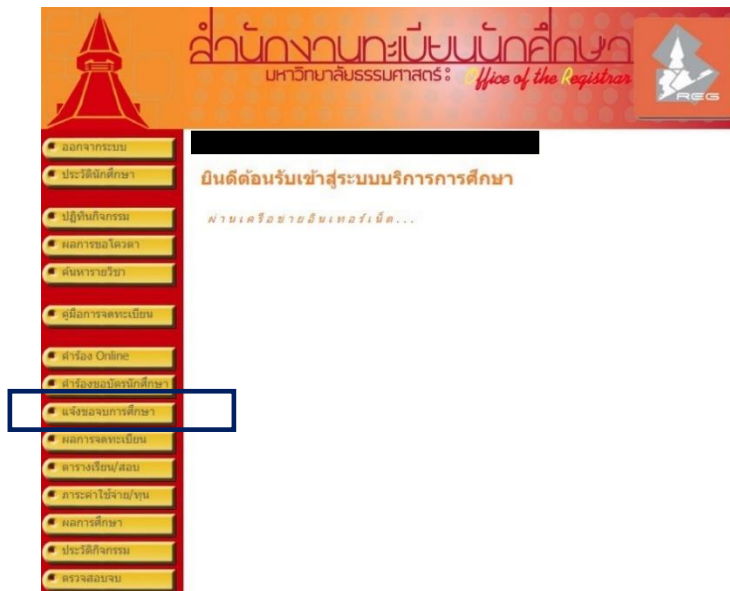 สำนักงานทะเบียนนักศึกษา
มหาวิทยาลัยธรรมศาสตร์ : Office of the Registrar
REG
ออกจากระบบ
ประวัตินักศึกษา
ปฏิทินกิจกรรม
ผลการขอโควตา
ค้นหารายวิชา
คู่มือการจดทะเบียน
คำร้อง Online
คำร้องขอบัตรนักศึกษา
แจ้งขอจบการศึกษา
ผลการจดทะเบียน
ตารางเรียน/สอบ
ภาระค่าใช้จ่าย/ทุน
ผลการศึกษา
ประวัติกิจกรรม
ตรวจสอบจบ
ยินดีต้อนรับเข้าสู่ระบบบริการการศึกษา
ผ่านเครือข่ายอินเทอร์เน็ต...